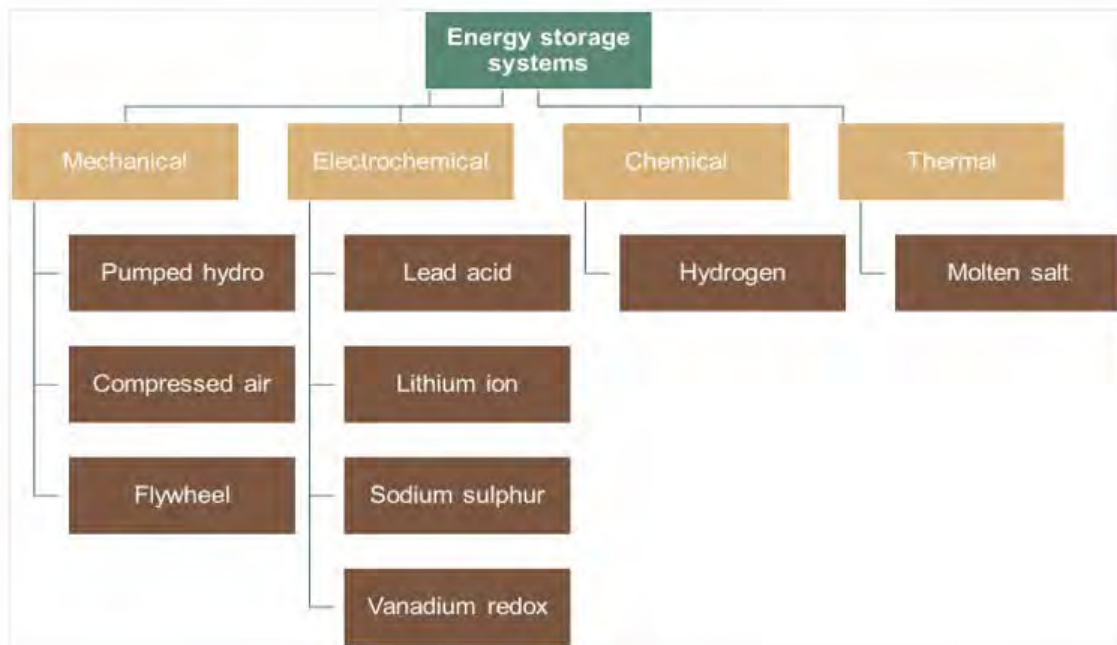 Energy storage
systems
Mechanical
Electrochemical
Chemical
Thermal
Pumped hydro
Lead acid
Hydrogen
Molten salt
Compressed air
Lithium ion
Flywheel
Sodium sulphur
Vanadium redox